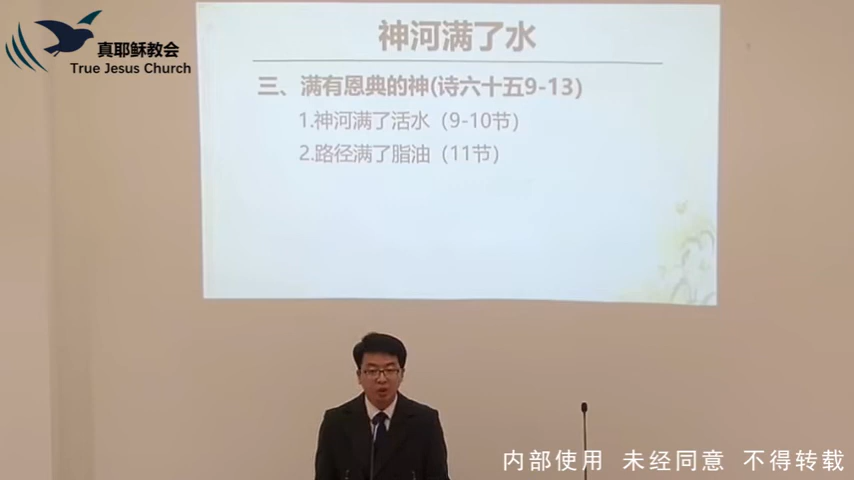 真耶稣教会
True Jesus Church
神河满了水
三、满有恩典的神(诗六十五9-13)
1.神河满了活水（9-10节）
2.路径满了脂油（11节）
内部使用 未经同意 不得转载